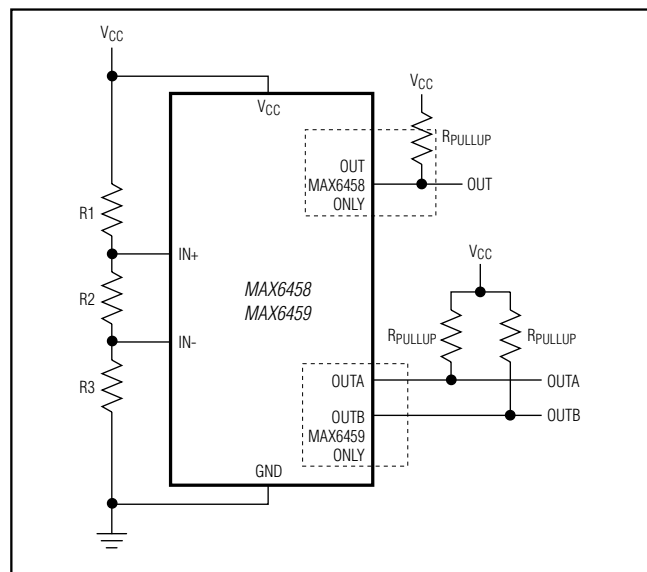 VCC
VCC
VCC
RPULLUP
OUT
MAX6458
ONLY
OUT
R1
IN+
R2
MAX6458
MAX6459
IN-
R3
VCC
RPULLUP
RPULLUP
OUTA
OUTA
OUTB
OUTB
MAX6459
ONLY
GND